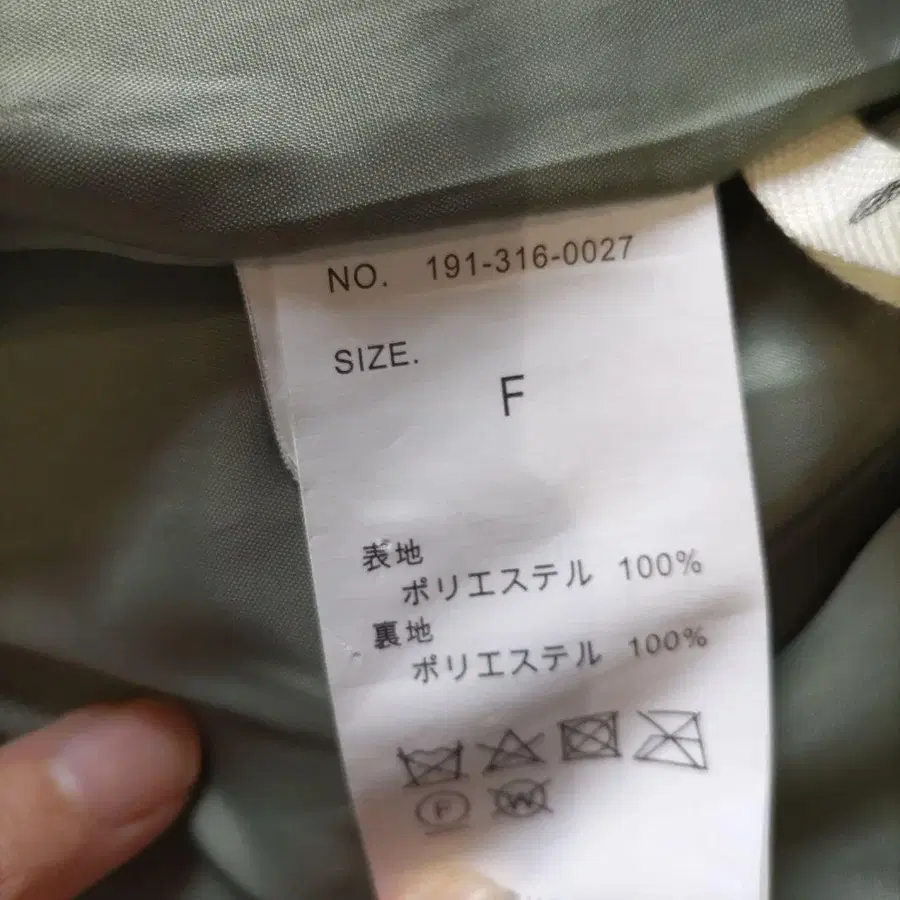 NO. 191-316-0027
SIZE.
F
表地
ポリエステル 100%
裏地
ポリエステル 100%
F W